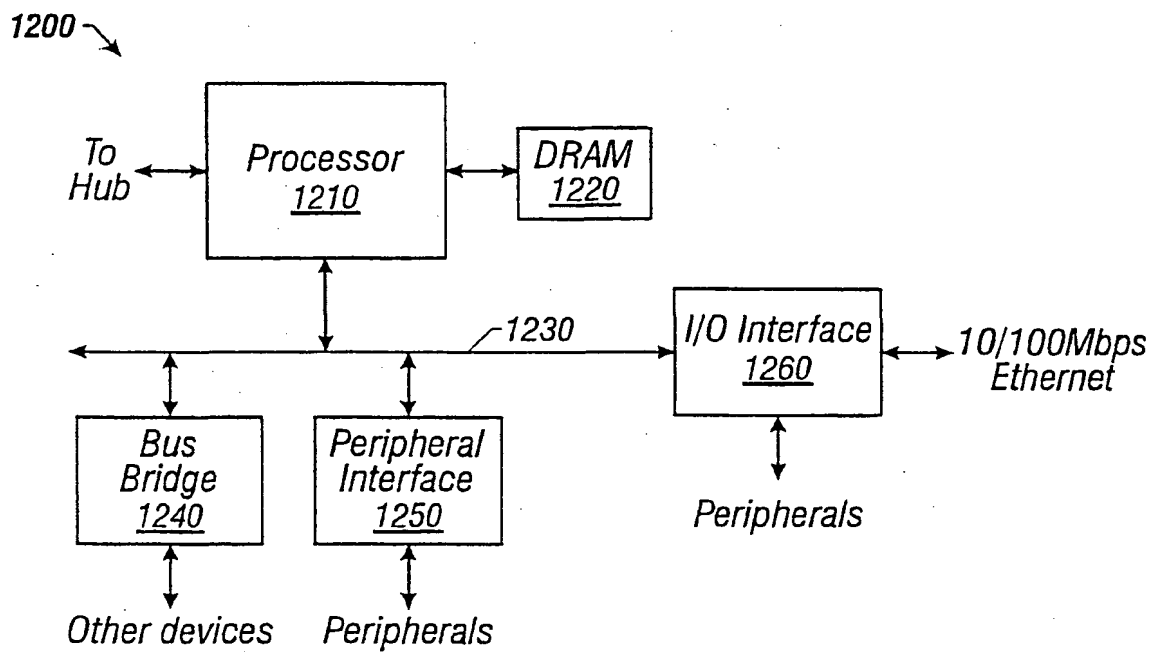 1200
To
Hub
Processor
1210
DRAM
1220
1230
I/O Interface
1260
10/100Mbps
Ethernet
Bus
Bridge
1240
Peripheral
Interface
1250
Peripherals
Other devices
Peripherals